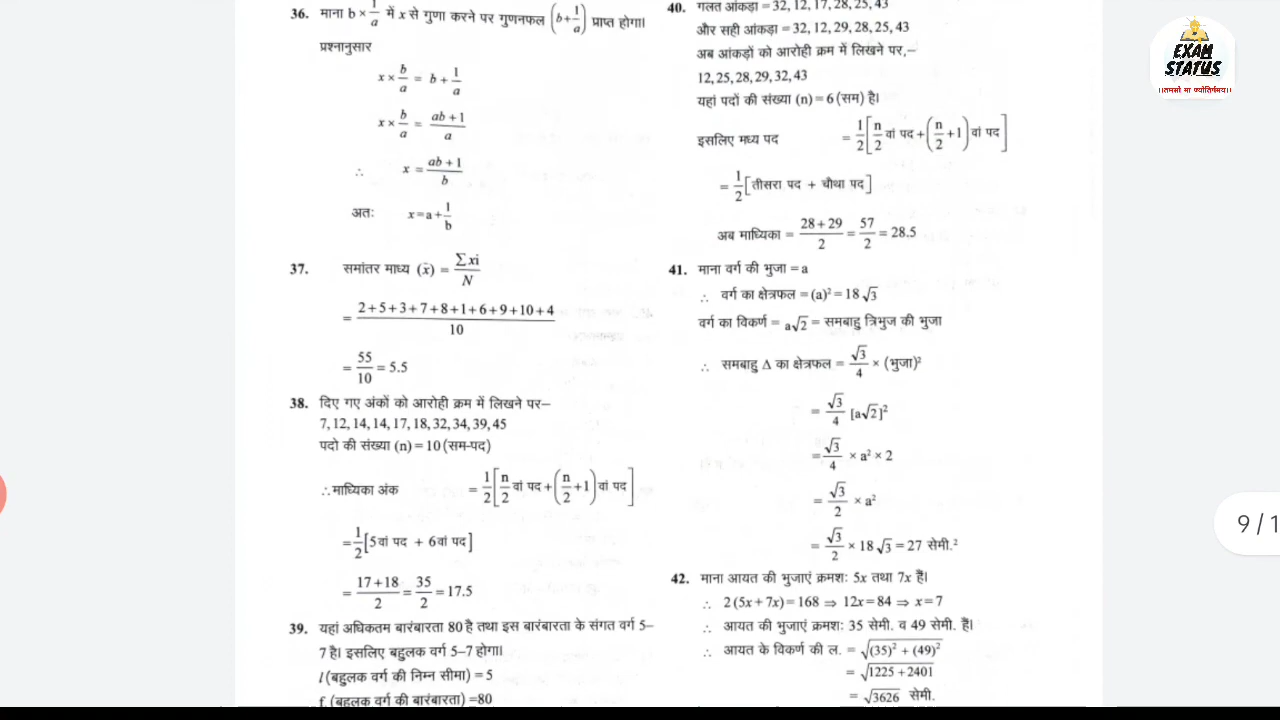 36. माना b × 1/a में x से गुणा करने पर गुणनफल (b+1/a) प्राप्त होगा।
प्रश्नानुसार
x × b/a = b + 1/a
x × b/a = ab + 1/a
∴ x = ab + 1/b
अतः x = a + 1/b
37. समांतर माध्य (x̄) = ∑xi/N
= 2+5+3+7+8+1+6+9+10+4/10
= 55/10 = 5.5
38. दिए गए अंकों को आरोही क्रम में लिखने पर–
7, 12, 14, 14, 17, 18, 32, 34, 39, 45
पदो की संख्या (n) = 10 (सम-पद)
∴ माध्यिका अंक = 1/2[n/2 वां पद + (n/2 +1) वां पद]
= 1/2[5वां पद + 6वां पद]
= 17+18/2 = 35/2 = 17.5
39. यहां अधिकतम बारंबारता 80 है तथा इस बारंबारता के संगत वर्ग 5–
7 है। इसलिए बहुलक वर्ग 5–7 होगा।
l (बहुलक वर्ग की निम्न सीमा) = 5
f (बहुलक वर्ग की बारंबारता) =80
40. गलत आंकड़ा = 32, 12, 17, 28, 25, 43
और सही आंकड़ा = 32, 12, 29, 28, 25, 43
अब आंकड़ों को आरोही क्रम में लिखने पर,–
12, 25, 28, 29, 32, 43
यहां पदों की संख्या (n) = 6 (सम) है।
इसलिए मध्य पद = 1/2[n/2 वां पद + (n/2 +1) वां पद]
= 1/2[तीसरा पद + चौथा पद]
अब माध्यिका = 28 + 29/2 = 57/2 = 28.5
41. माना वर्ग की भुजा = a
∴ वर्ग का क्षेत्रफल = (a)² = 18√3
वर्ग का विकर्ण = a√2 = समबाहु त्रिभुज की भुजा
∴ समबाहु Δ का क्षेत्रफल = √3/4 × (भुजा)²
= √3/4 [a√2]²
= √3/4 × a² × 2
= √3/2 × a²
= √3/2 × 18√3 = 27 सेमी.²
42. माना आयत की भुजाएं क्रमशः 5x तथा 7x हैं।
∴ 2(5x+7x) = 168 ⇒ 12x = 84 ⇒ x = 7
∴ आयत की भुजाएं क्रमशः 35 सेमी. व 49 सेमी. हैं।
∴ आयत के विकर्ण की ल. = √(35)² + (49)²
= √1225 + 2401
= √3626 सेमी.
EXAM
STATUS
।।तमसो मा ज्योतिर्गमय।।
9 / 1